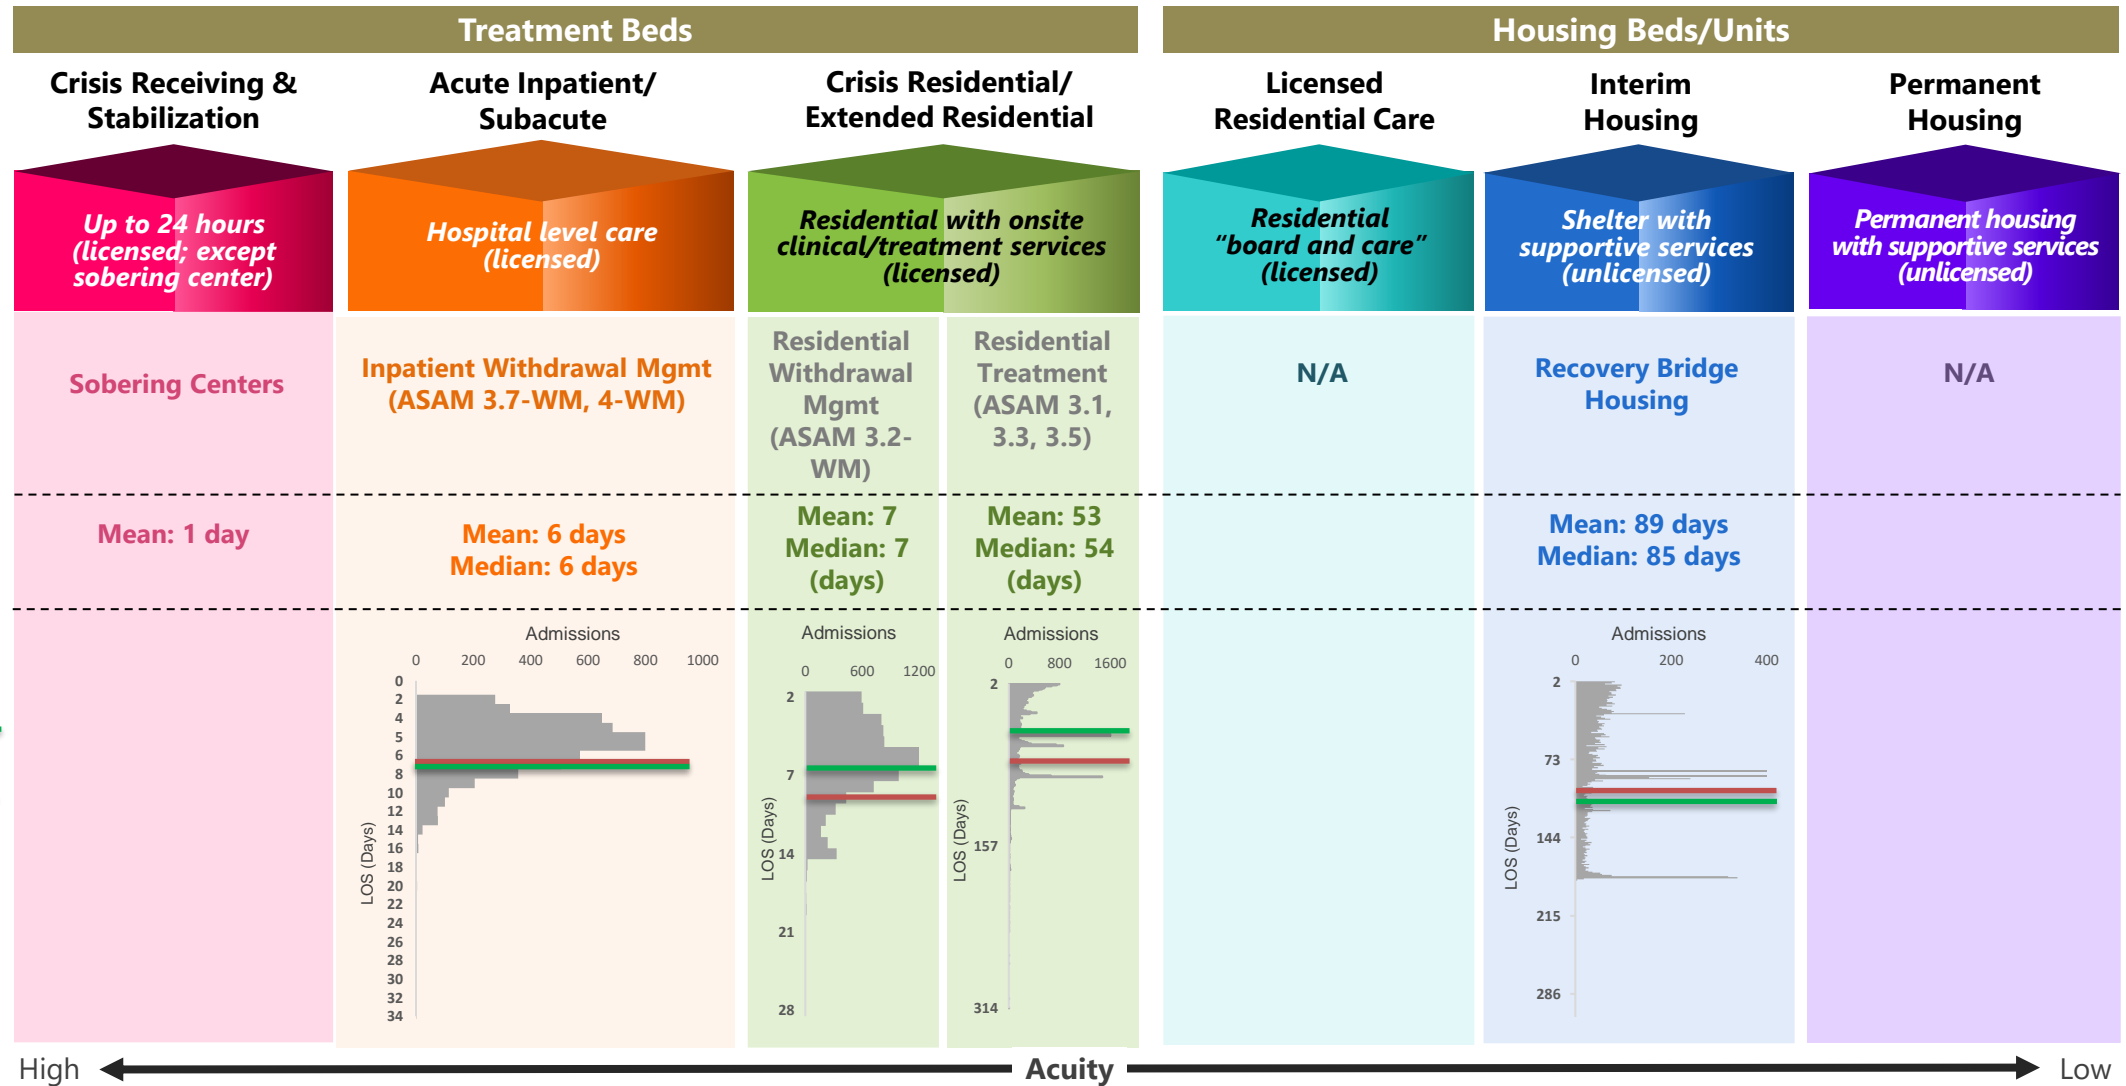 Treatment Beds
Housing Beds/Units
Crisis Receiving &
Stabilization
Acute Inpatient/
Subacute
Crisis Residential/
Extended Residential
Licensed
Residential Care
Interim
Housing
Permanent
Housing
Up to 24 hours
(licensed; except
sobering center)
Hospital level care
(licensed)
Residential with onsite
clinical/treatment services
(licensed)
Residential
“board and care”
(licensed)
Shelter with
supportive services
(unlicensed)
Permanent housing
with supportive services
(unlicensed)
Sobering Centers
Inpatient Withdrawal Mgmt
(ASAM 3.7-WM, 4-WM)
Residential
Withdrawal
Mgmt
(ASAM 3.2-
WM)
Residential
Treatment
(ASAM 3.1,
3.3, 3.5)
N/A
Recovery Bridge
Housing
N/A
Mean: 1 day
Mean: 6 days
Median: 6 days
Mean: 7
Median: 7
(days)
Mean: 53
Median: 54
(days)
Mean: 89 days
Median: 85 days
Admissions
0 200 400 600 800 1000
0
2
4
5
6
8
10
12
14
16
18
20
22
24
26
28
30
32
34
LOS (Days)
Admissions
0 600 1200
2
7
14
21
28
LOS (Days)
Admissions
0 800 1600
2
157
314
LOS (Days)
Admissions
0 200 400
2
73
144
215
286
LOS (Days)
High
Acuity
Low